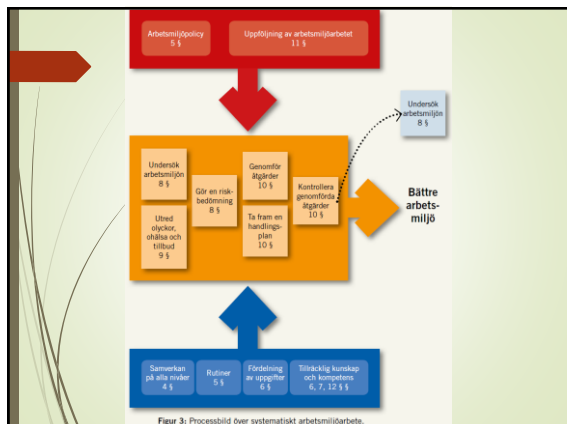 Arbetsmiljöpolicy
5 §
Uppföljning av arbetsmiljöarbetet
11 §
Undersök
arbetsmiljön
8 §
Undersök
arbetsmiljön
8 §
Utred
olyckor,
ohälsa och
tillbud
9 §
Gör en risk-
bedömning
8 §
Genomför
åtgärder
10 §
Ta fram en
handlings-
plan
10 §
Kontrollera
genomförda
åtgärder
10 §
Bättre
arbets-
miljö
Samverkan
på alla nivåer
4 §
Rutiner
5 §
Fördelning
av uppgifter
6 §
Tillräcklig kunskap
och kompetens
6, 7, 12 § §
Figur 3: Processbild över systematiskt arbetsmiljöarbete.